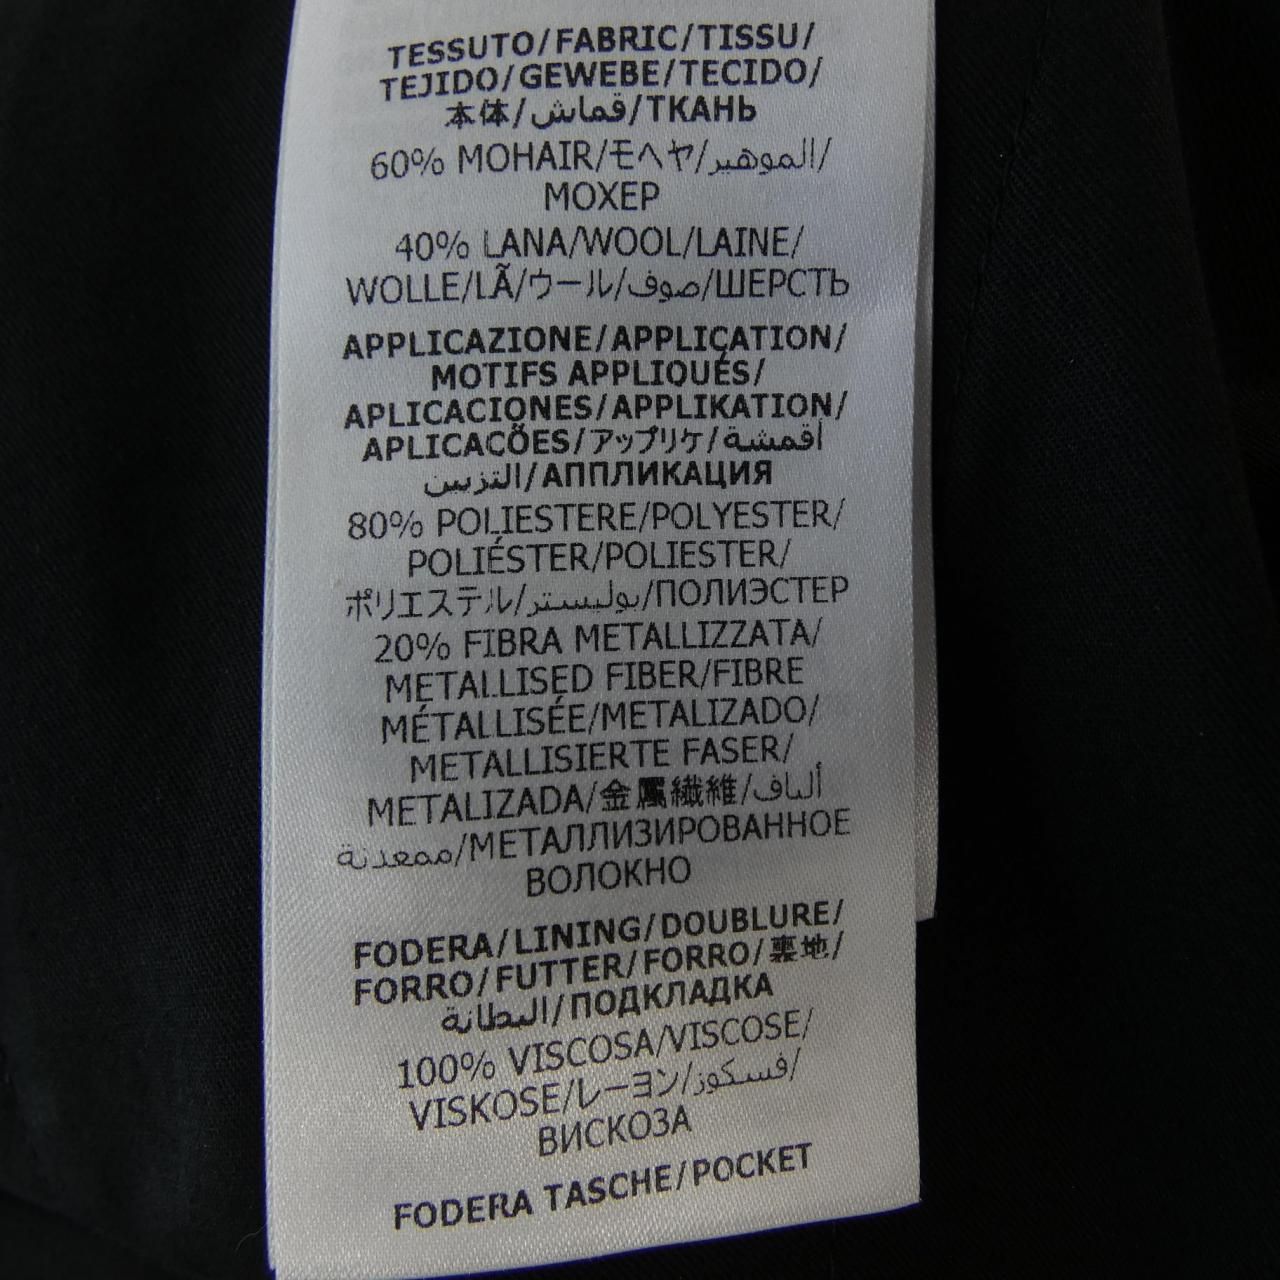 TESSUTO/FABRIC/TISSU/
TEJIDO/GEWEBE/TECIDO/
本体/قماش/ТКАНЬ
60% MOHAIR/モヘヤ/الموهير/
МОХЕР
40% LANA/WOOL/LAINE/
WOLLE/LÃ/ウール/صوف/ШЕРСТЬ
APPLICAZIONE/APPLICATION/
MOTIFS APPLIQUÉS/
APLICACIONES/APPLIKATION/
APLICACÕES/アップリケ/أقمشة
التزيين/АППЛИКАЦИЯ
80% POLIESTERE/POLYESTER/
POLIÉSTER/POLIESTER/
ポリエステル/بوليستر/ПОЛИЭСТЕР
20% FIBRA METALLIZZATA/
METALLISED FIBER/FIBRE
MÉTALLISÉE/METALIZADO/
METALLISIERTE FASER/
METALIZADA/金属繊維/ألياف
ممعدنة/МЕТАЛЛИЗИРОВАННОЕ
ВОЛОКНО
FODERA/LINING/DOUBLURE/
FORRO/FUTTER/FORRO/裏地/
البطانة/ПОДКЛАДКА
100% VISCOSA/VISCOSE/
VISKOSE/レーヨン/فسكوز/
ВИСКОЗА
FODERA TASCHE/POCKET